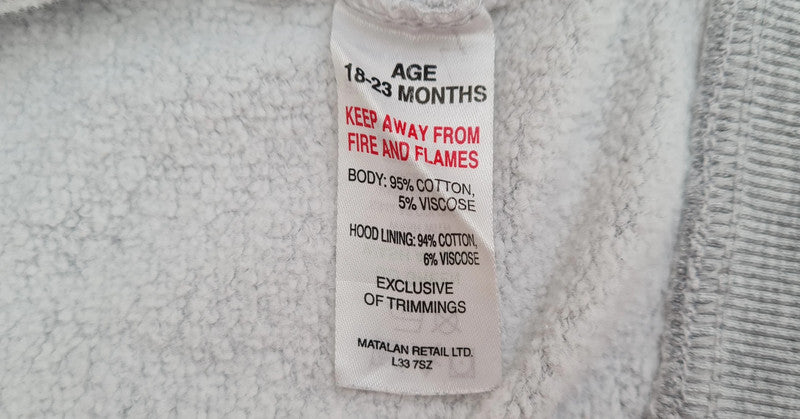 AGE
18-23 MONTHS
KEEP AWAY FROM
FIRE AND FLAMES
BODY: 95% COTTON,
5% VISCOSE
HOOD LINING: 94% COTTON,
6% VISCOSE
EXCLUSIVE
OF TRIMMINGS
MATALAN RETAIL LTD.
L33 7SZ